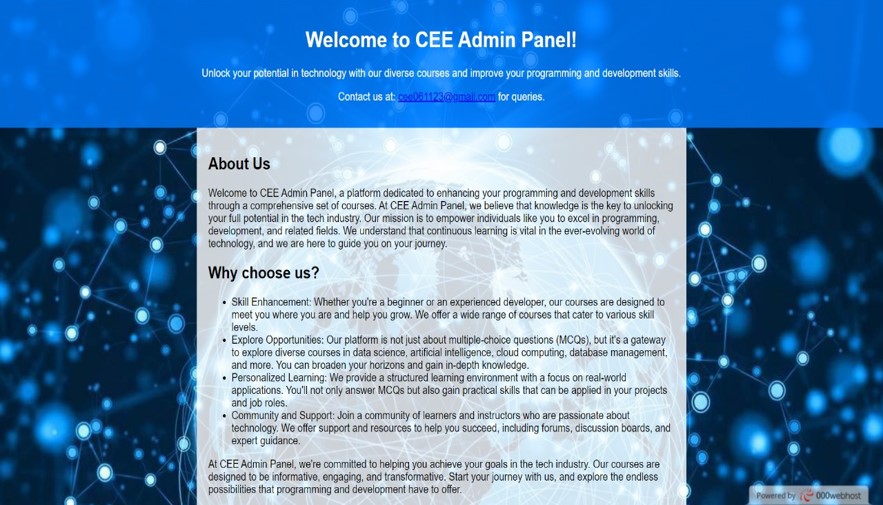 Welcome to CEE Admin Panel!
Unlock your potential in technology with our diverse courses and improve your programming and development skills.
Contact us at: cee061123@gmail.com for queries.
About Us
Welcome to CEE Admin Panel, a platform dedicated to enhancing your programming and development skills
through a comprehensive set of courses. At CEE Admin Panel, we believe that knowledge is the key to unlocking
your full potential in the tech industry. Our mission is to empower individuals like you to excel in programming,
development, and related fields. We understand that continuous learning is vital in the ever-evolving world of
technology, and we are here to guide you on your journey.
Why choose us?
• Skill Enhancement: Whether you're a beginner or an experienced developer, our courses are designed to
meet you where you are and help you grow. We offer a wide range of courses that cater to various skill
levels.
• Explore Opportunities: Our platform is not just about multiple-choice questions (MCQs), but it's a gateway
to explore diverse courses in data science, artificial intelligence, cloud computing, database management,
and more. You can broaden your horizons and gain in-depth knowledge.
• Personalized Learning: We provide a structured learning environment with a focus on real-world
applications. You'll not only answer MCQs but also gain practical skills that can be applied in your projects
and job roles.
• Community and Support: Join a community of learners and instructors who are passionate about
technology. We offer support and resources to help you succeed, including forums, discussion boards, and
expert guidance.
At CEE Admin Panel, we're committed to helping you achieve your goals in the tech industry. Our courses are
designed to be informative, engaging, and transformative. Start your journey with us, and explore the endless
possibilities that programming and development have to offer.
Powered by 000webhost